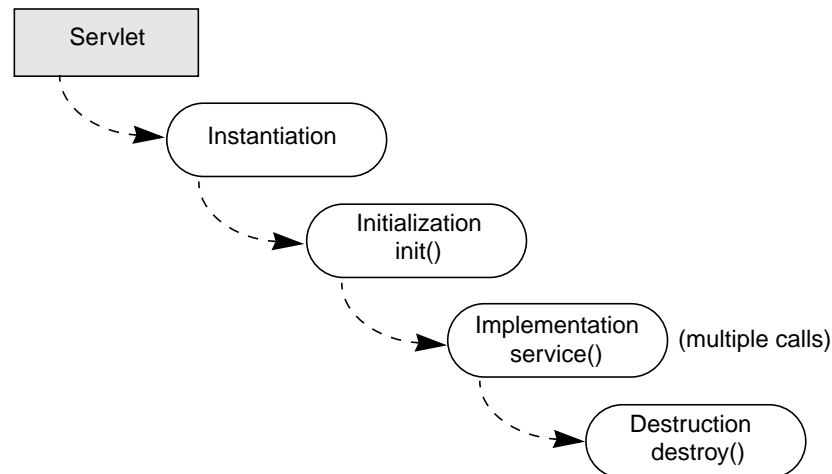 Servlet
Instantiation
Initialization
init()
Implementation
service()
(multiple calls)
Destruction
destroy()